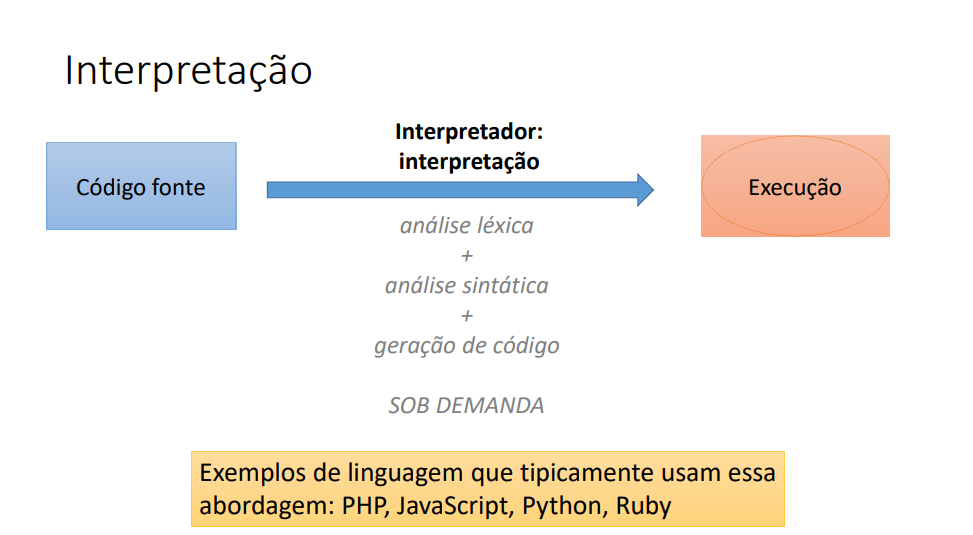 Interpretação
Interpretador:
interpretação
Código fonte
Execução
análise léxica
+
análise sintática
+
geração de código
SOB DEMANDA
Exemplos de linguagem que tipicamente usam essa
abordagem: PHP, JavaScript, Python, Ruby